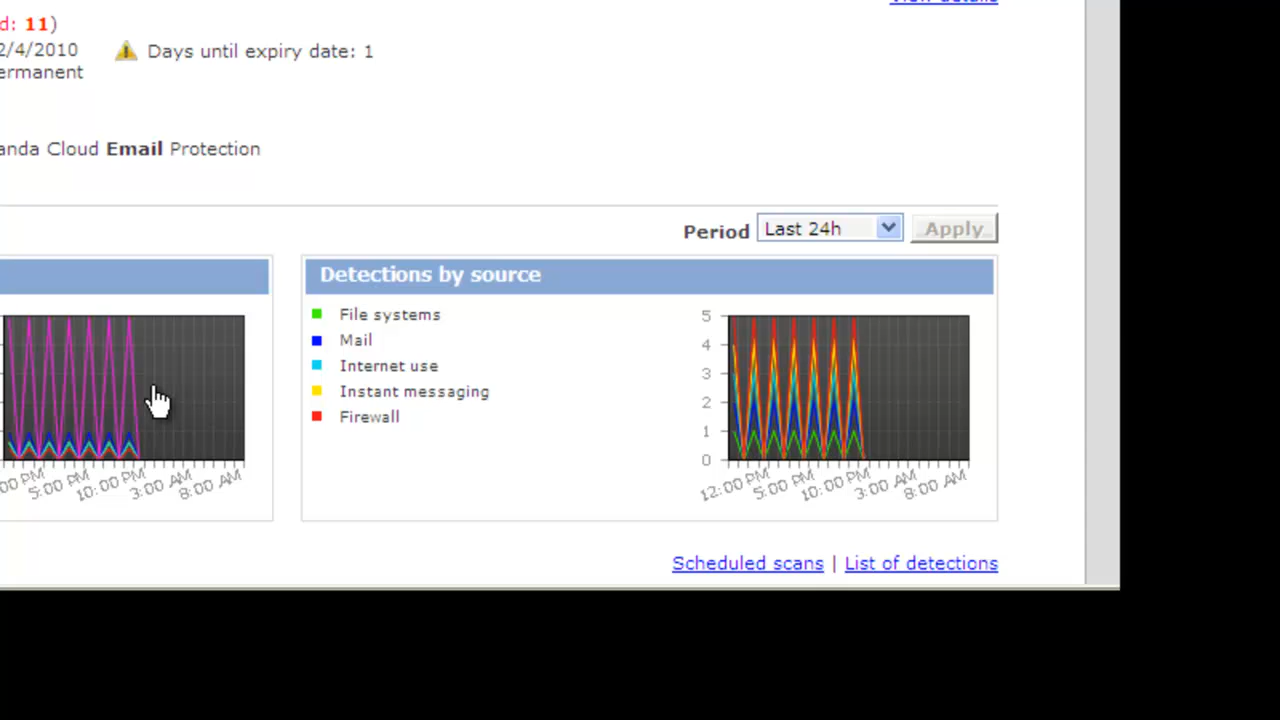 d: 11)
2/4/2010
Days until expiry date: 1
ermanent
anda Cloud Email Protection
Period Last 24h Apply
Detections by source
File systems
Mail
Internet use
Instant messaging
Firewall
5
4
3
2
1
0
:00 PM 5:00 PM 10:00 PM 3:00 AM 8:00 AM
12:00 PM 5:00 PM 10:00 PM 3:00 AM 8:00 AM
Scheduled scans | List of detections